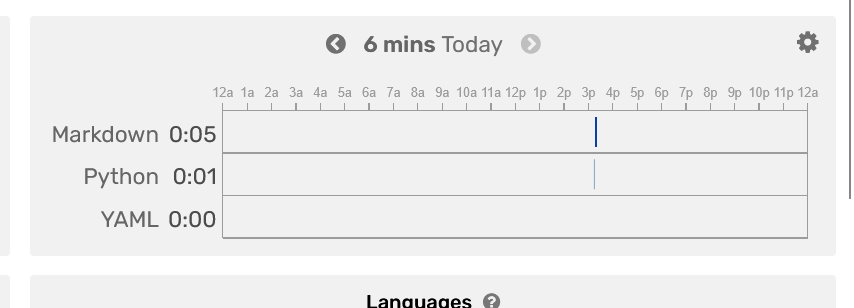 6 mins Today
12a 1a 2a 3a 4a 5a 6a 7a 8a 9a 10a 11a 12p 1p 2p 3p 4p 5p 6p 7p 8p 9p 10p 11p 12a
Markdown 0:05
Python 0:01
YAML 0:00
Languages ?